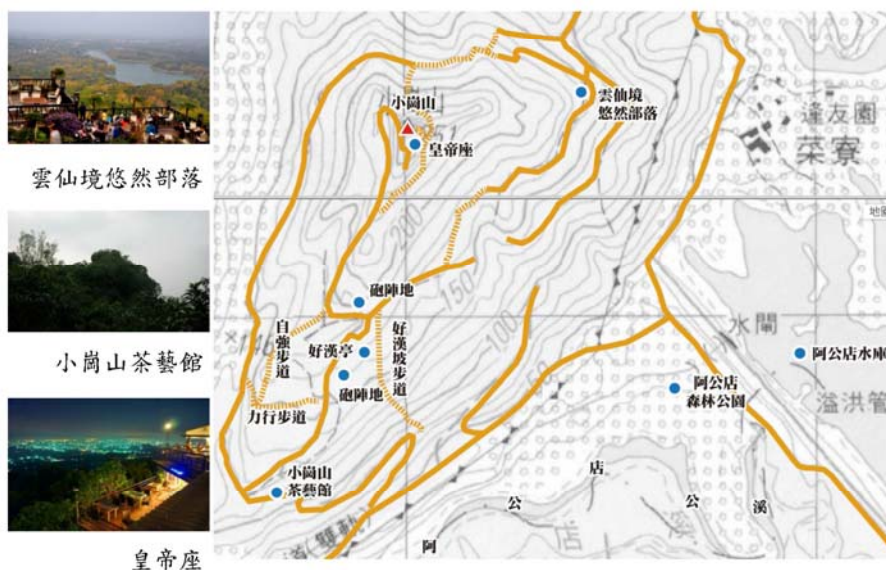 雲仙境悠然部落
小崗山茶藝館
皇帝座
小崗山
皇帝座
雲仙境
悠然部落
逢友園
菜寮
地圖
200
150
100
砲陣地
自強步道
好漢亭
好漢坡步道
砲陣地
力行步道
小崗山
茶藝館
水閘
阿公店水庫
阿公店
森林公園
溢洪管
阿
公
店
公
溪
店